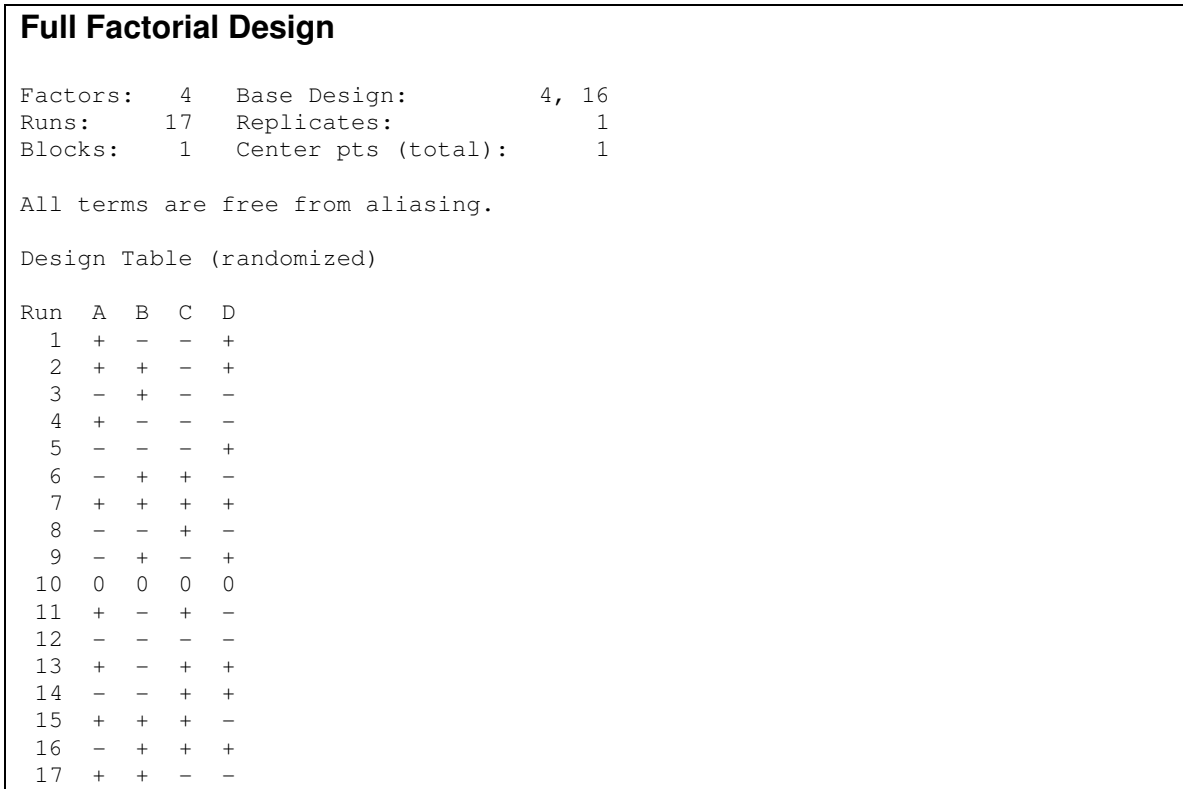 Full Factorial Design
Factors: 4 Base Design: 4, 16
Runs: 17 Replicates: 1
Blocks: 1 Center pts (total): 1
All terms are free from aliasing.
Design Table (randomized)
Run A B C D
1 + - - +
2 + + - +
3 - + - -
4 + - - -
5 - - - +
6 - + + -
7 + + + +
8 - - + -
9 - + - +
10 0 0 0 0
11 + - + -
12 - - - -
13 + - + +
14 - - + +
15 + + + -
16 - + + +
17 + + - -